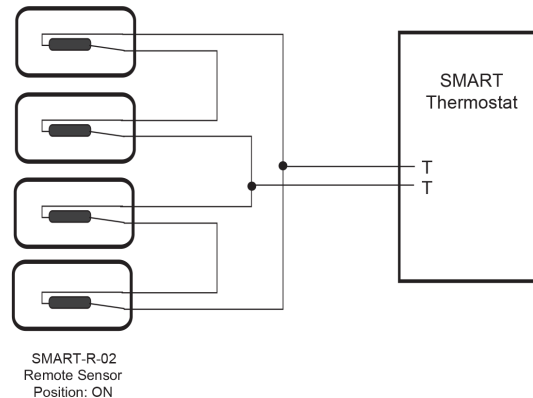 SMART
Thermostat
T
T
SMART-R-02
Remote Sensor
Position: ON